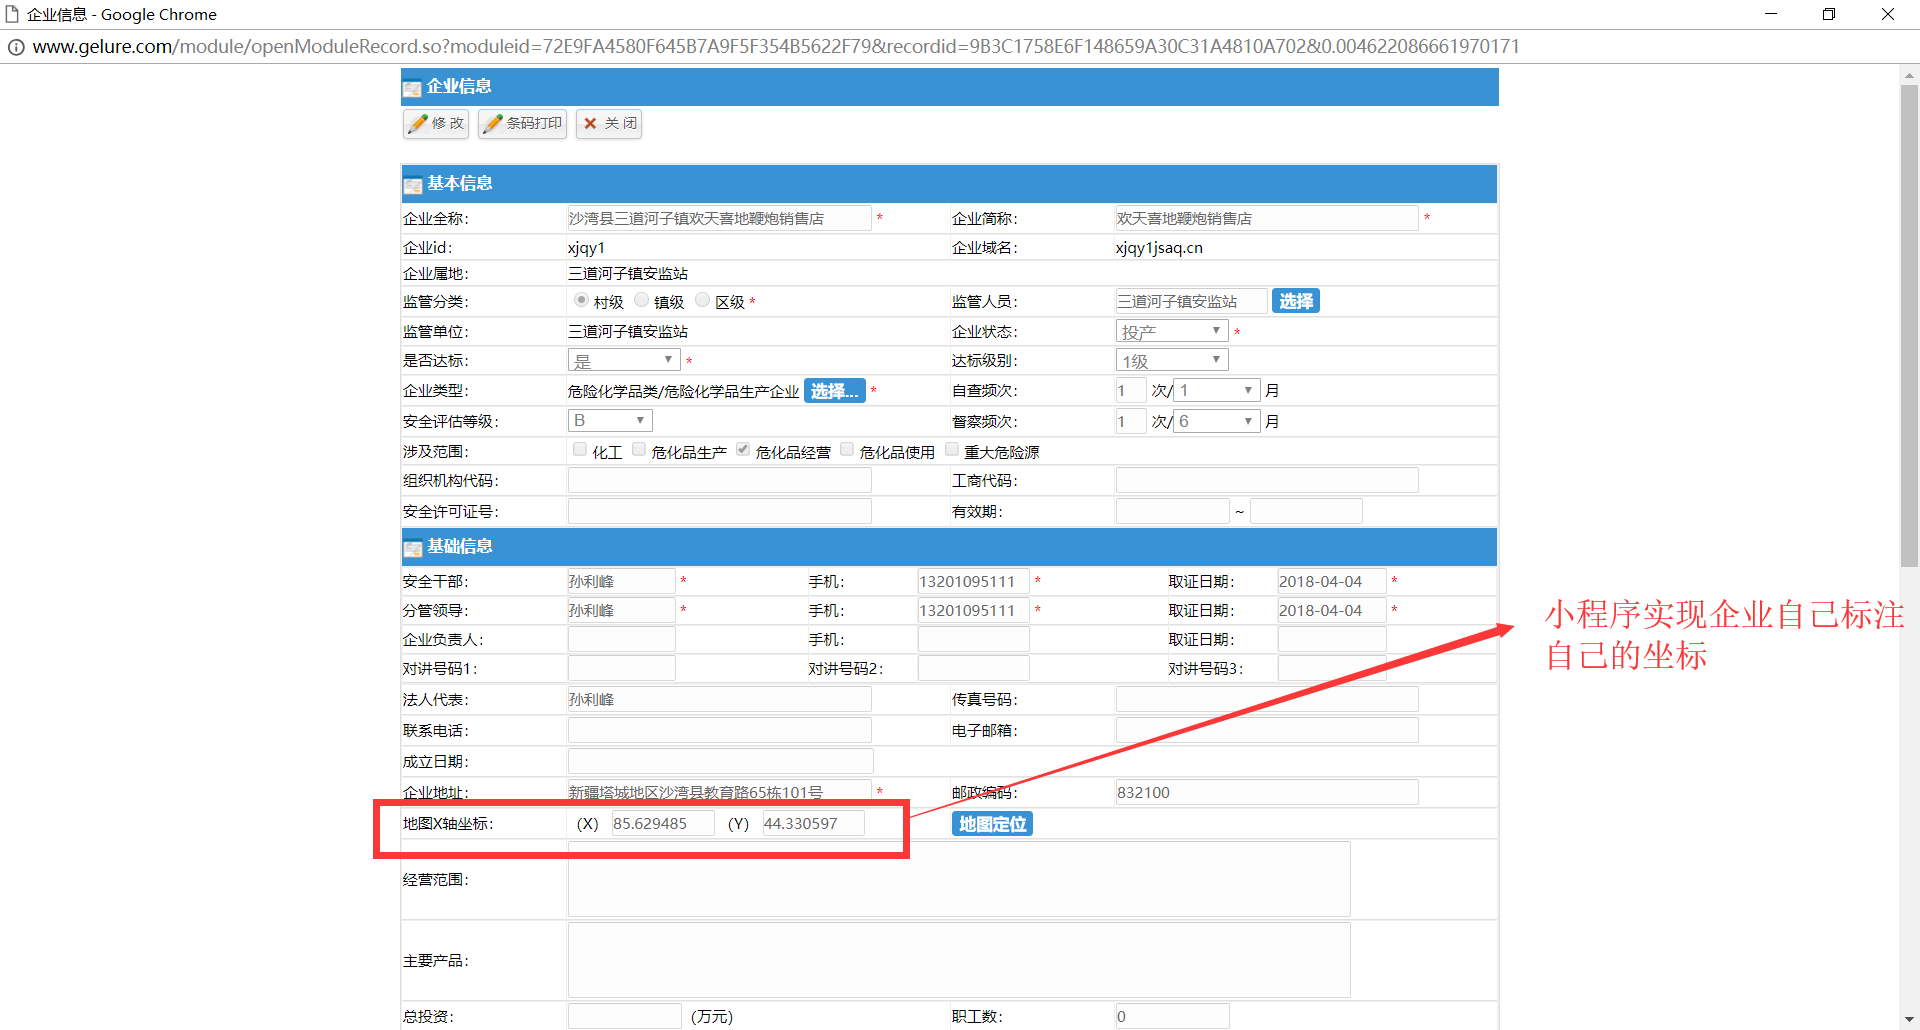 企业信息 - Google Chrome
www.gelure.com/module/openModuleRecord.so?moduleid=72E9FA4580F645B7A9F5F354B5622F79&recordid=9B3C1758E6F148659A30C31A4810A702&0.004622086661970171
企业信息
修 改 条码打印 关 闭
基本信息
企业全称: 沙湾县三道河子镇欢天喜地鞭炮销售店 * 企业简称: 欢天喜地鞭炮销售店 *
企业id: xjqy1 企业域名: xjqy1jsaq.cn
企业属地: 三道河子镇安监站
监管分类: 村级 镇级 区级 * 监管人员: 三道河子镇安监站 选择
监管单位: 三道河子镇安监站 企业状态: 投产 *
是否达标: 是 * 达标级别: 1级
企业类型: 危险化学品类/危险化学品生产企业 选择... * 自查频次: 1 次/ 1 月
安全评估等级: B 督察频次: 1 次/ 6 月
涉及范围: 化工 危化品生产 危化品经营 危化品使用 重大危险源
组织机构代码: 工商代码:
安全许可证号: 有效期: ~
基础信息
安全干部: 孙利峰 * 手机: 13201095111 * 取证日期: 2018-04-04 *
分管领导: 孙利峰 * 手机: 13201095111 * 取证日期: 2018-04-04 *
企业负责人: 手机: 取证日期:
对讲号码1: 对讲号码2: 对讲号码3:
法人代表: 孙利峰 传真号码:
联系电话: 电子邮箱:
成立日期:
企业地址: 新疆塔城地区沙湾县教育路65栋101号 * 邮政编码: 832100
地图X轴坐标: (X) 85.629485 (Y) 44.330597 地图定位
经营范围:
主要产品:
总投资: (万元) 职工数: 0
小程序实现企业自己标注
自己的坐标